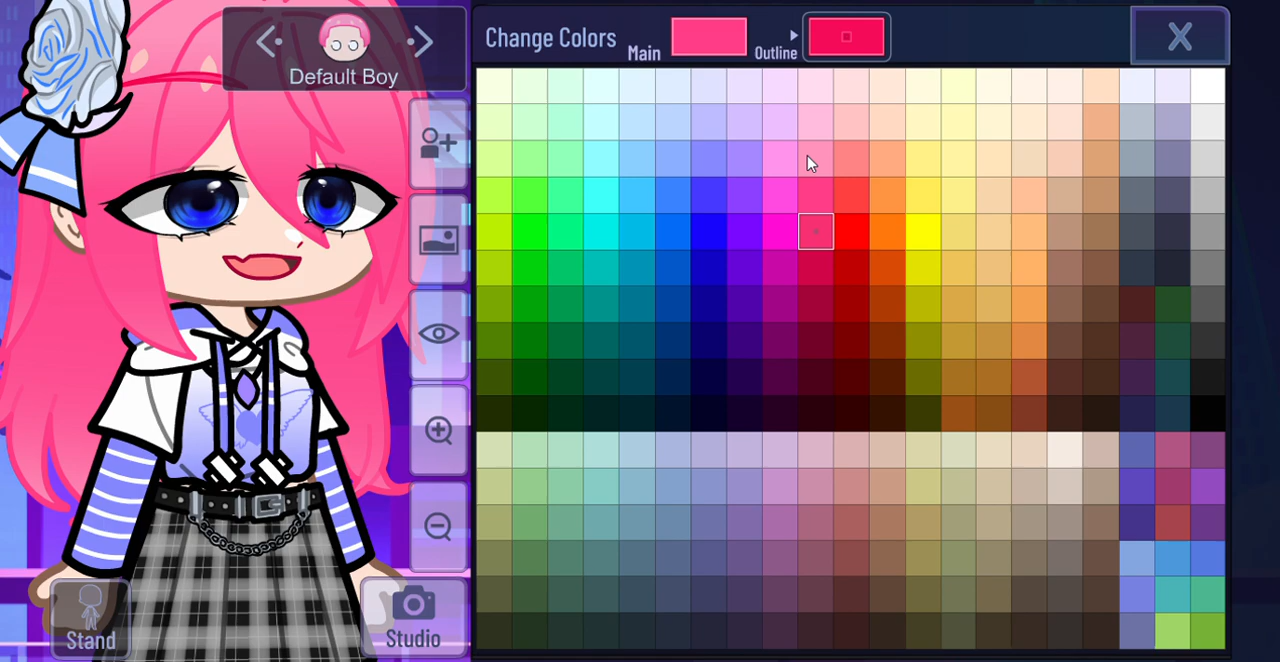 Default Boy
Change Colors
Main
Outline
X
Stand
Studio